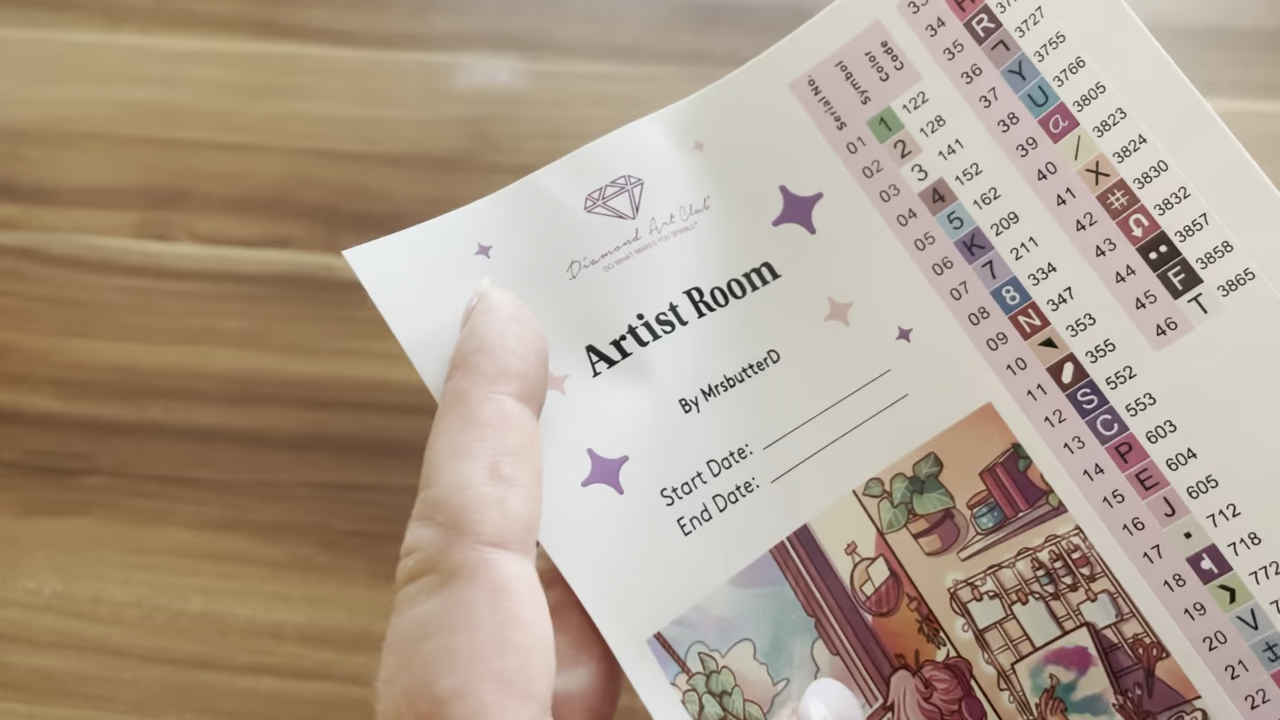 Diamond Art Club
DO WHAT MAKES YOU SPARKLE
Artist Room
By MrsbutterD
Start Date:
End Date:
Serial No. Symbol Color Code
01 1 122
02 2 128
03 3 141
04 4 152
05 5 162
06 K 209
07 7 211
08 8 334
09 N 347
10 353
11 355
12 S 552
13 C 553
14 P 603
15 E 604
16 J 605
17 ▪ 712
18 718
19 > 772
20 V
21 ‡
22
34
35 R
36 ¬ 3727
37 Y 3755
38 U 3766
39 a 3805
40 / 3823
41 X 3824
42 # 3830
43 3832
44 •• 3857
45 F 3858
46 T 3865